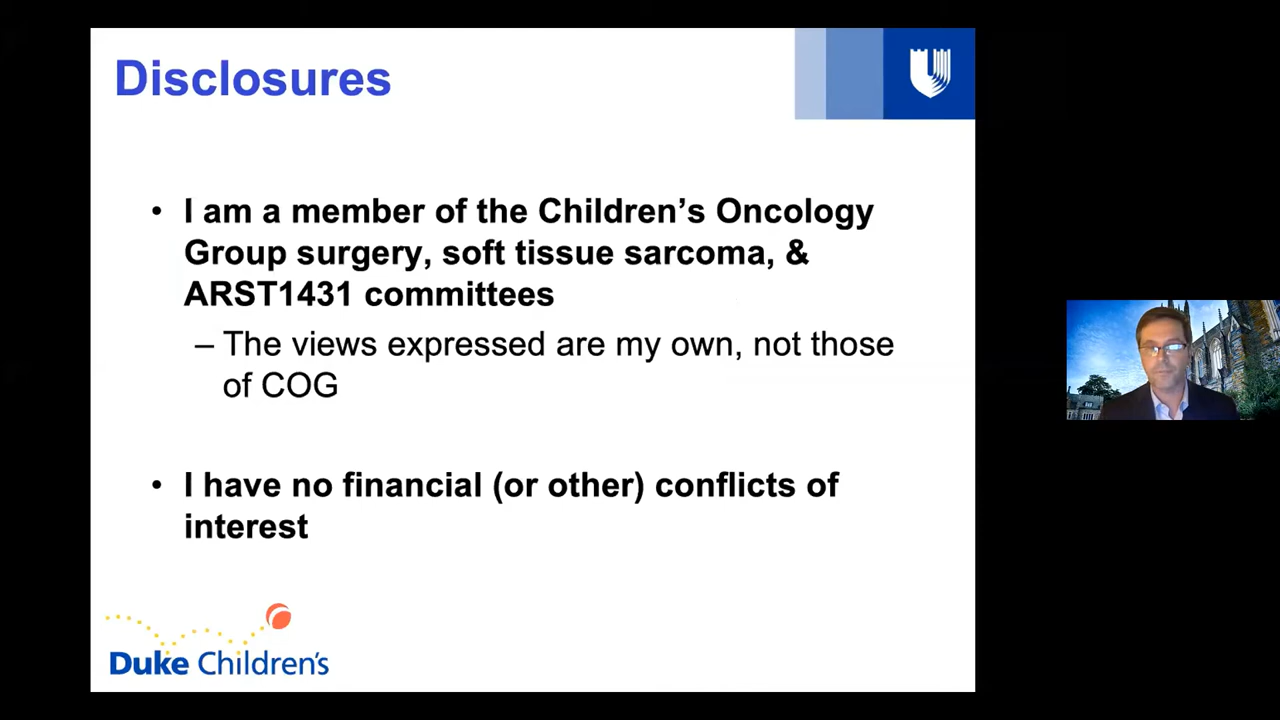 Disclosures
• I am a member of the Children's Oncology
Group surgery, soft tissue sarcoma, &
ARST1431 committees
– The views expressed are my own, not those
of COG
• I have no financial (or other) conflicts of
interest
Duke Children's